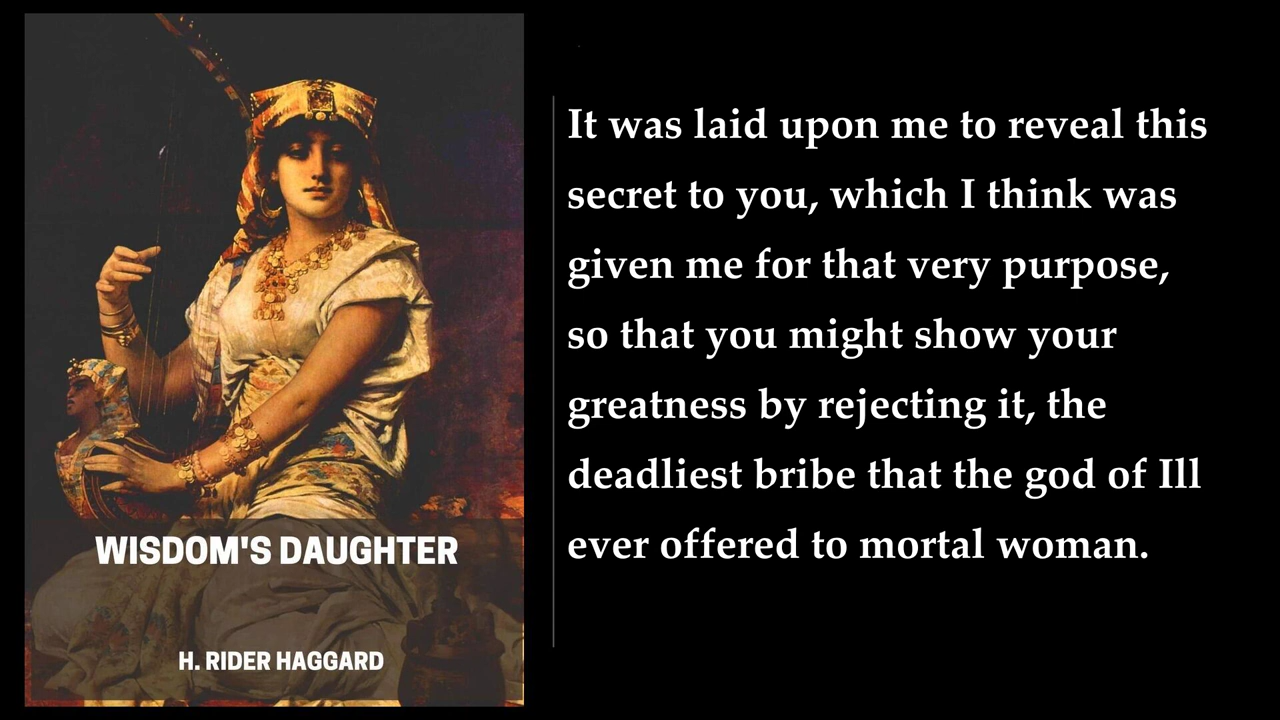 WISDOM'S DAUGHTER
H. RIDER HAGGARD
It was laid upon me to reveal this
secret to you, which I think was
given me for that very purpose,
so that you might show your
greatness by rejecting it, the
deadliest bribe that the god of Ill
ever offered to mortal woman.